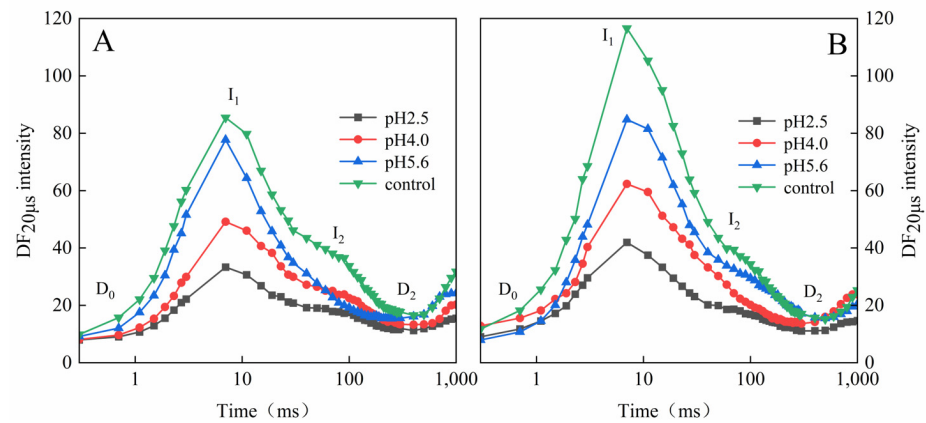 120
100
80
60
40
20
0
DF20μs intensity
A
I1
I2
D0
D2
pH2.5
pH4.0
pH5.6
control
1
10
100
1,000
Time（ms）
B
I1
I2
D0
D2
pH2.5
pH4.0
pH5.6
control
1
10
100
1,000
Time（ms）
120
100
80
60
40
20
0
DF20μs intensity